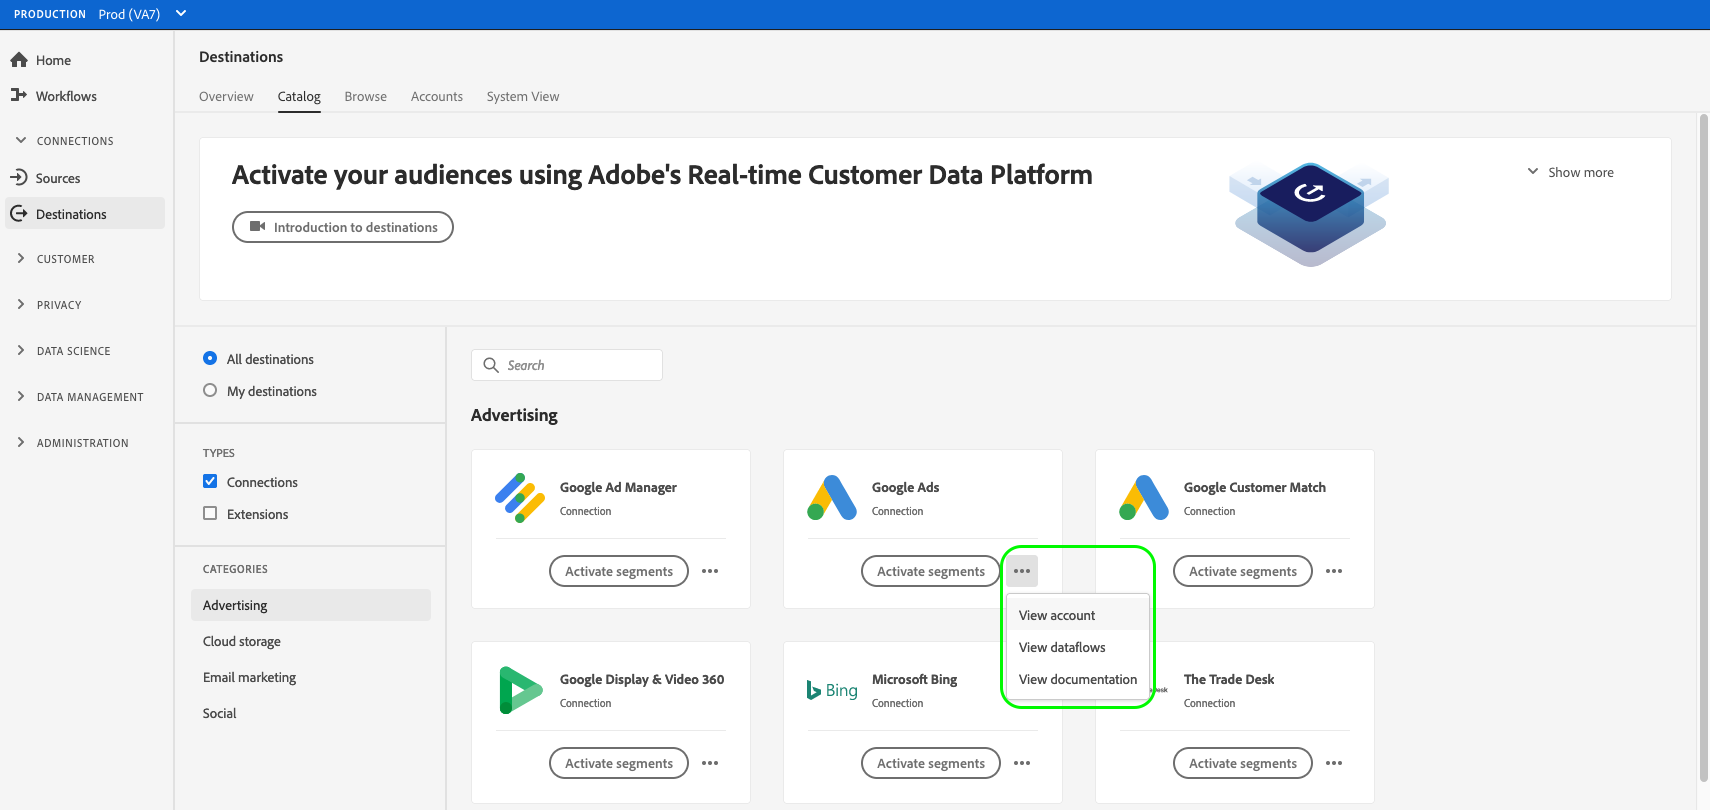 PRODUCTION Prod (VA7)
Home
Workflows
CONNECTIONS
Sources
Destinations
CUSTOMER
PRIVACY
DATA SCIENCE
DATA MANAGEMENT
ADMINISTRATION
Destinations
Overview Catalog Browse Accounts System View
Activate your audiences using Adobe's Real-time Customer Data Platform
Introduction to destinations
Show more
All destinations
My destinations
TYPES
Connections
Extensions
CATEGORIES
Advertising
Cloud storage
Email marketing
Social
Search
Advertising
Google Ad Manager
Connection
Activate segments
Google Ads
Connection
Activate segments
View account
View dataflows
View documentation
Google Customer Match
Connection
Activate segments
Google Display & Video 360
Connection
Activate segments
Bing
Microsoft Bing
Connection
Activate segments
The Trade Desk
Connection
Activate segments